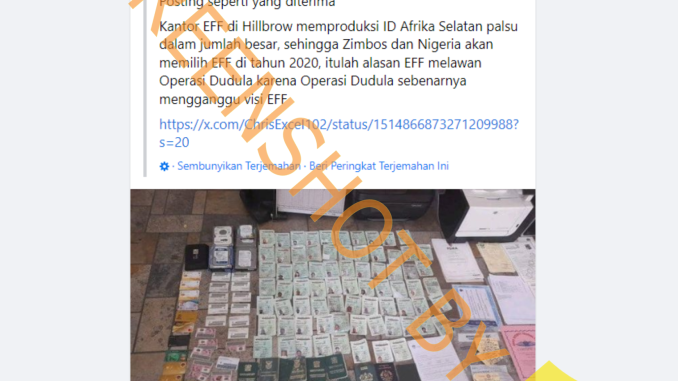 Posting seperti yang diterima
Kantor EFF di Hillbrow memproduksi ID Afrika Selatan palsu
dalam jumlah besar, sehingga Zimbos dan Nigeria akan
memilih EFF di tahun 2020, itulah alasan EFF melawan
Operasi Dudula karena Operasi Dudula sebenarnya
mengganggu visi EFF
https://x.com/ChrisExcel102/status/1514866873271209988?
s=20
Sembunyikan Terjemahan · Beri Peringkat Terjemahan Ini
EENSHOT BY